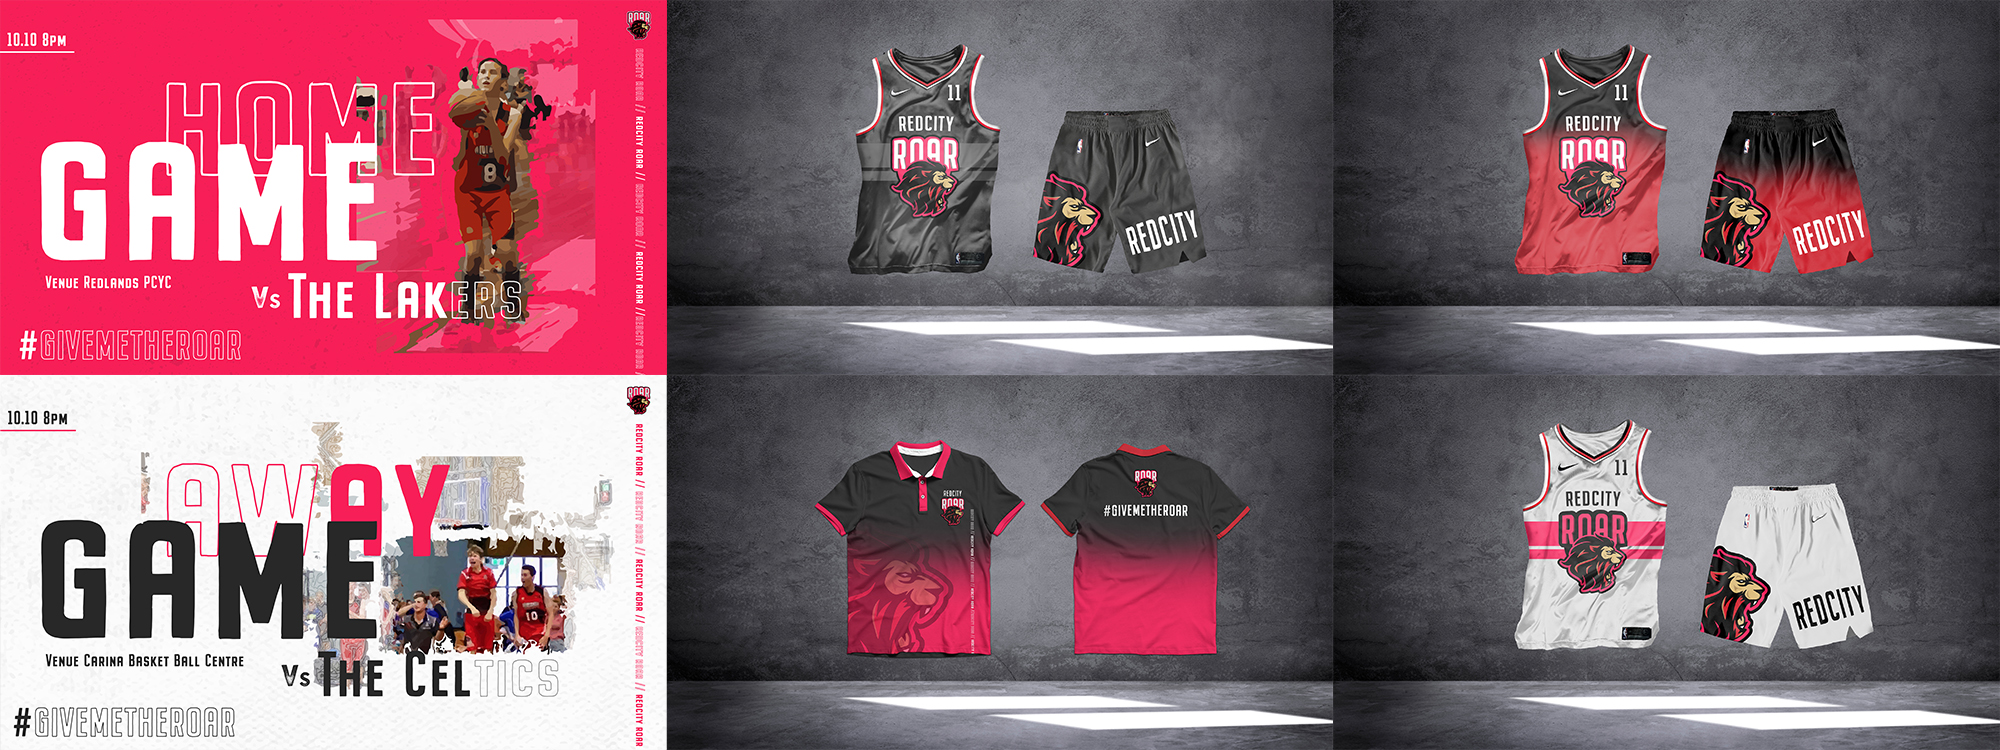 10.10 8PM
HOME
GAME
VENUE REDLANDS PCYC
VS THE LAKERS
#GIVEMETHEROAR
8
ROAR
REDCITY ROAR // REDCITY ROAR // REDCITY ROAR // REDCITY ROAR // REDCITY ROAR /
11
REDCITY
ROAR
REDCITY
11
REDCITY
ROAR
REDCITY
10.10 8PM
AWAY
GAME
VENUE CARINA BASKET BALL CENTRE
VS THE CELTICS
#GIVEMETHEROAR
10
ROAR
REDCITY ROAR // REDCITY ROAR // REDCITY ROAR // REDCITY ROAR // REDCITY ROAR
REDCITY
ROAR
ROAR
#GIVEMETHEROAR
11
REDCITY
ROAR
REDCITY